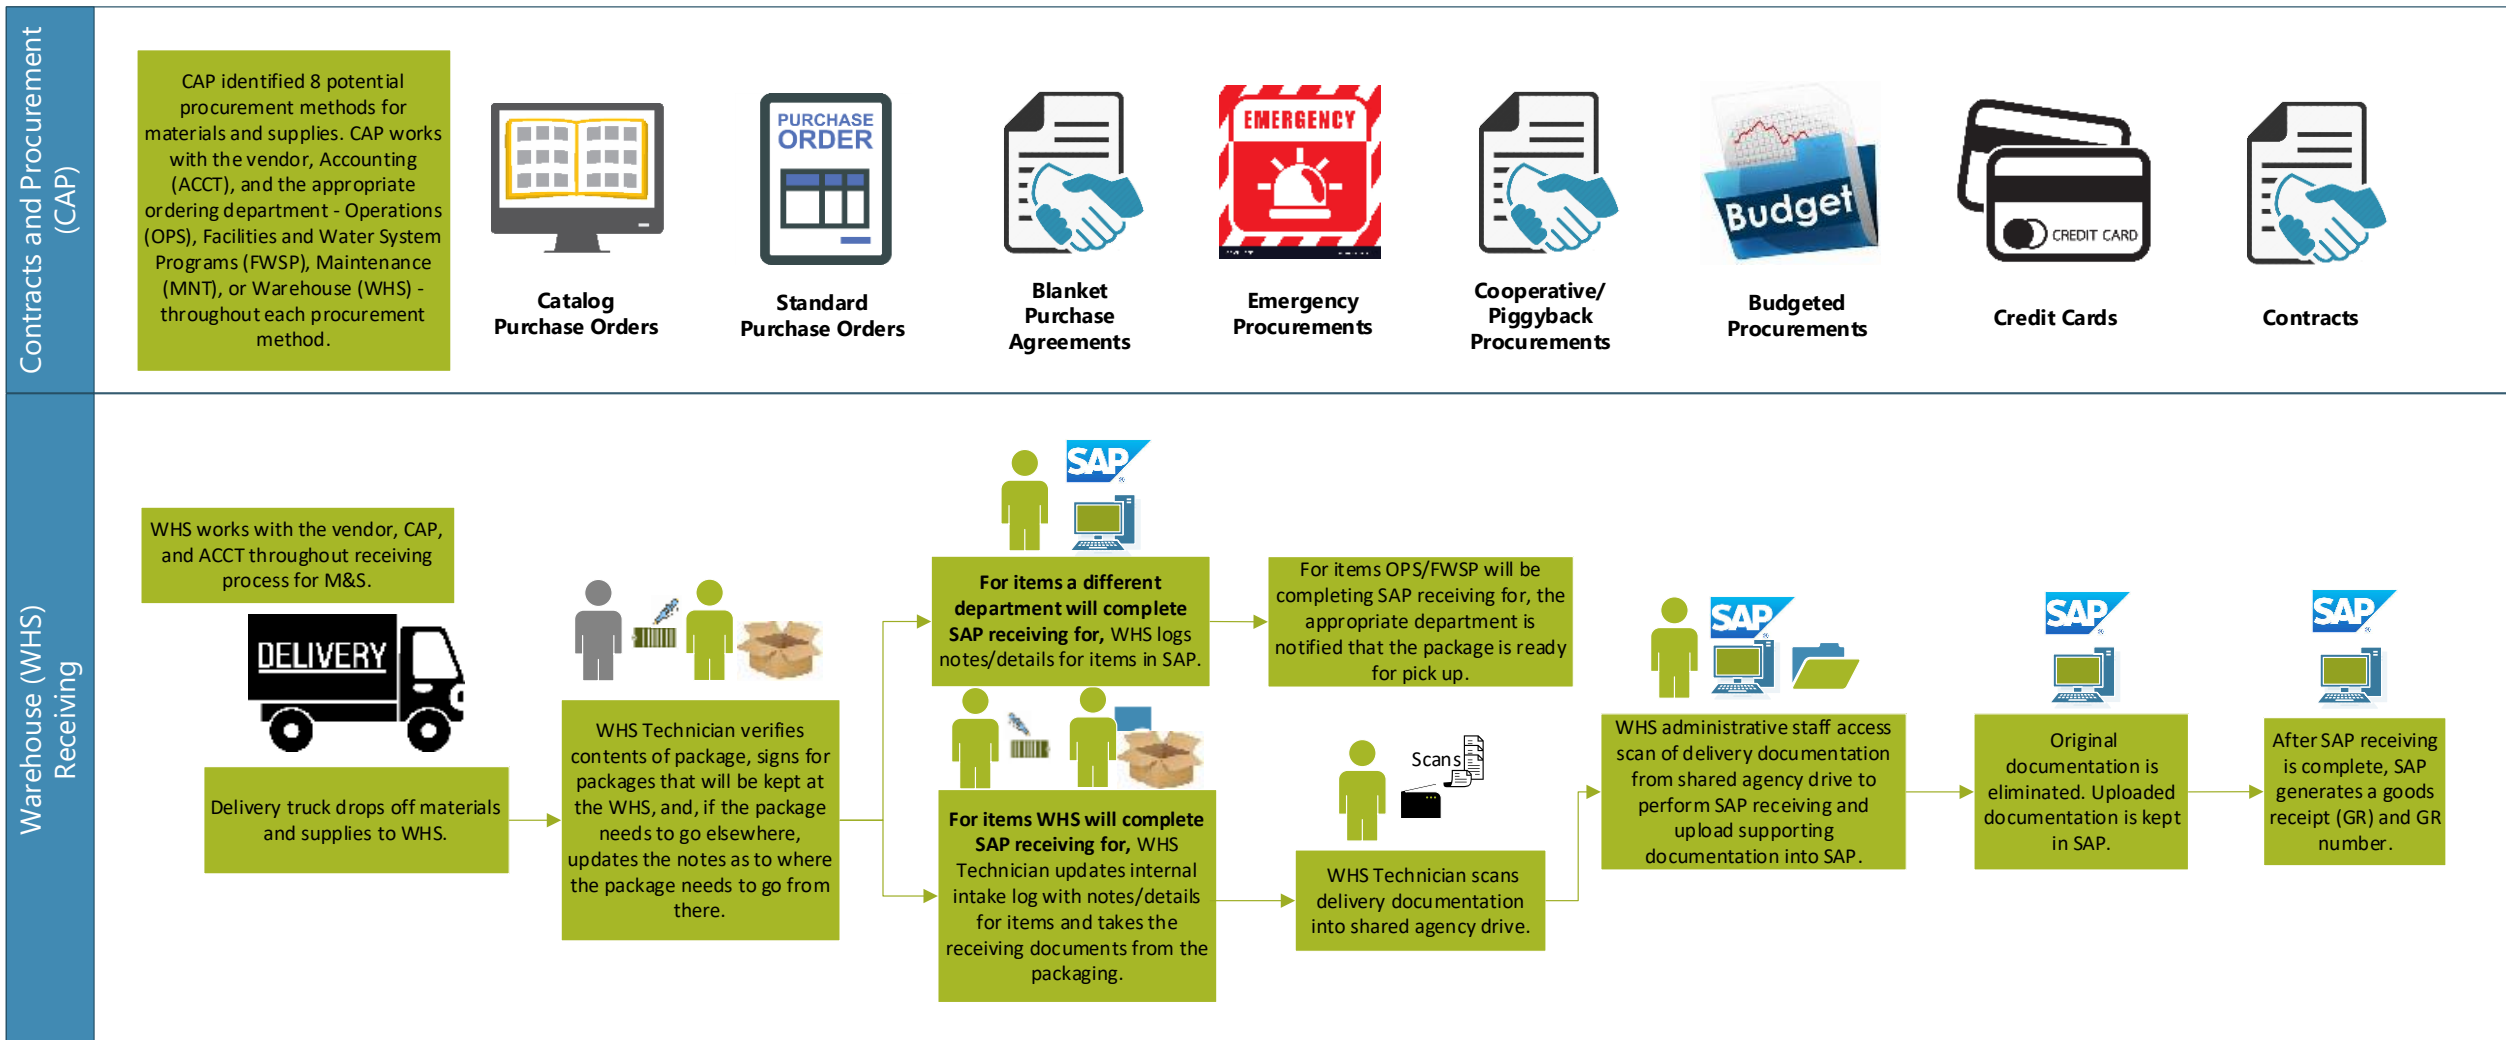 Contracts and Procurement
(CAP)
CAP identified 8 potential
procurement methods for
materials and supplies. CAP works
with the vendor, Accounting
(ACCT), and the appropriate
ordering department - Operations
(OPS), Facilities and Water System
Programs (FWSP), Maintenance
(MNT), or Warehouse (WHS) -
throughout each procurement
method.
Catalog
Purchase Orders
PURCHASE
ORDER
Standard
Purchase Orders
Blanket
Purchase
Agreements
EMERGENCY
Emergency
Procurements
Cooperative/
Piggyback
Procurements
Budget
Budgeted
Procurements
CREDIT CARD
Credit Cards
Contracts
Warehouse (WHS)
Receiving
WHS works with the vendor, CAP,
and ACCT throughout receiving
process for M&S.
DELIVERY
Delivery truck drops off materials
and supplies to WHS.
WHS Technician verifies
contents of package, signs for
packages that will be kept at
the WHS, and, if the package
needs to go elsewhere,
updates the notes as to where
the package needs to go from
there.
SAP
For items a different
department will complete
SAP receiving for, WHS logs
notes/details for items in SAP.
For items OPS/FWSP will be
completing SAP receiving for, the
appropriate department is
notified that the package is ready
for pick up.
For items WHS will complete
SAP receiving for, WHS
Technician updates internal
intake log with notes/details
for items and takes the
receiving documents from the
packaging.
Scans
WHS Technician scans
delivery documentation
into shared agency drive.
SAP
WHS administrative staff access
scan of delivery documentation
from shared agency drive to
perform SAP receiving and
upload supporting
documentation into SAP.
SAP
Original
documentation is
eliminated. Uploaded
documentation is kept
in SAP.
SAP
After SAP receiving
is complete, SAP
generates a goods
receipt (GR) and GR
number.